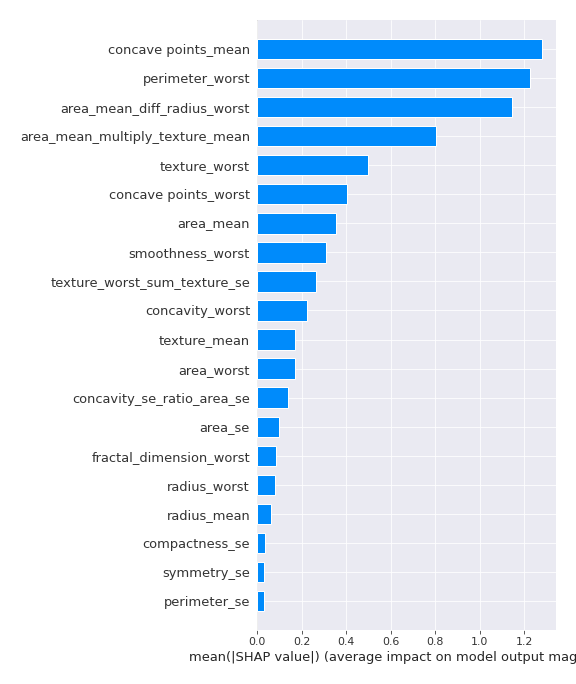 concave points_mean
perimeter_worst
area_mean_diff_radius_worst
area_mean_multiply_texture_mean
texture_worst
concave points_worst
area_mean
smoothness_worst
texture_worst_sum_texture_se
concavity_worst
texture_mean
area_worst
concavity_se_ratio_area_se
area_se
fractal_dimension_worst
radius_worst
radius_mean
compactness_se
symmetry_se
perimeter_se
0.0 0.2 0.4 0.6 0.8 1.0 1.2
mean(|SHAP value|) (average impact on model output mag